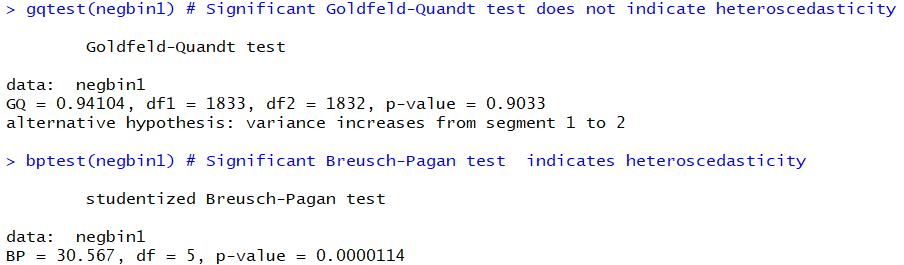 > gqtest(negbin1) # Significant Goldfeld-Quandt test does not indicate heteroscedasticity
Goldfeld-Quandt test
data:  negbin1
GQ = 0.94104, df1 = 1833, df2 = 1832, p-value = 0.9033
alternative hypothesis: variance increases from segment 1 to 2
> bptest(negbin1) # Significant Breusch-Pagan test  indicates heteroscedasticity
studentized Breusch-Pagan test
data:  negbin1
BP = 30.567, df = 5, p-value = 0.0000114